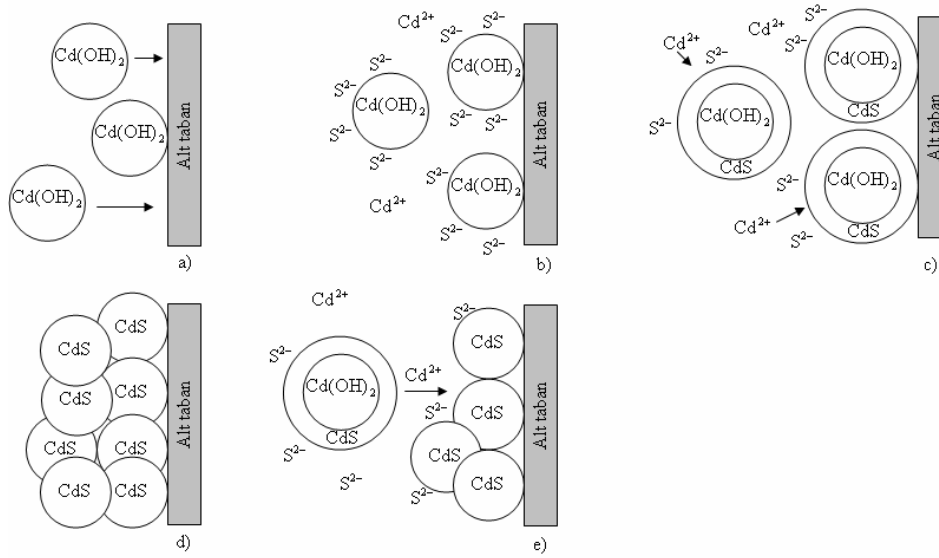 Cd(OH)₂
Cd(OH)₂
Cd(OH)₂
Alt taban
a)
Cd²⁺
S²⁻
S²⁻
S²⁻
Cd(OH)₂
S²⁻
Cd(OH)₂
S²⁻
S²⁻ S²⁻
S²⁻
S²⁻
Cd(OH)₂
Cd²⁺
S²⁻
S²⁻
Alt taban
b)
S²⁻
Cd²⁺
Cd²⁺
S²⁻
S²⁻
Cd(OH)₂
CdS
S²⁻
Cd(OH)₂
CdS
Cd(OH)₂
S²⁻
Cd²⁺
S²⁻
CdS
Alt taban
c)
CdS
CdS
CdS
CdS
CdS
CdS
CdS
CdS
Alt taban
d)
Cd²⁺
S²⁻
S²⁻
Cd(OH)₂
CdS
Cd²⁺
S²⁻
S²⁻
CdS
S²⁻
CdS
CdS
S²⁻
CdS
Alt taban
e)